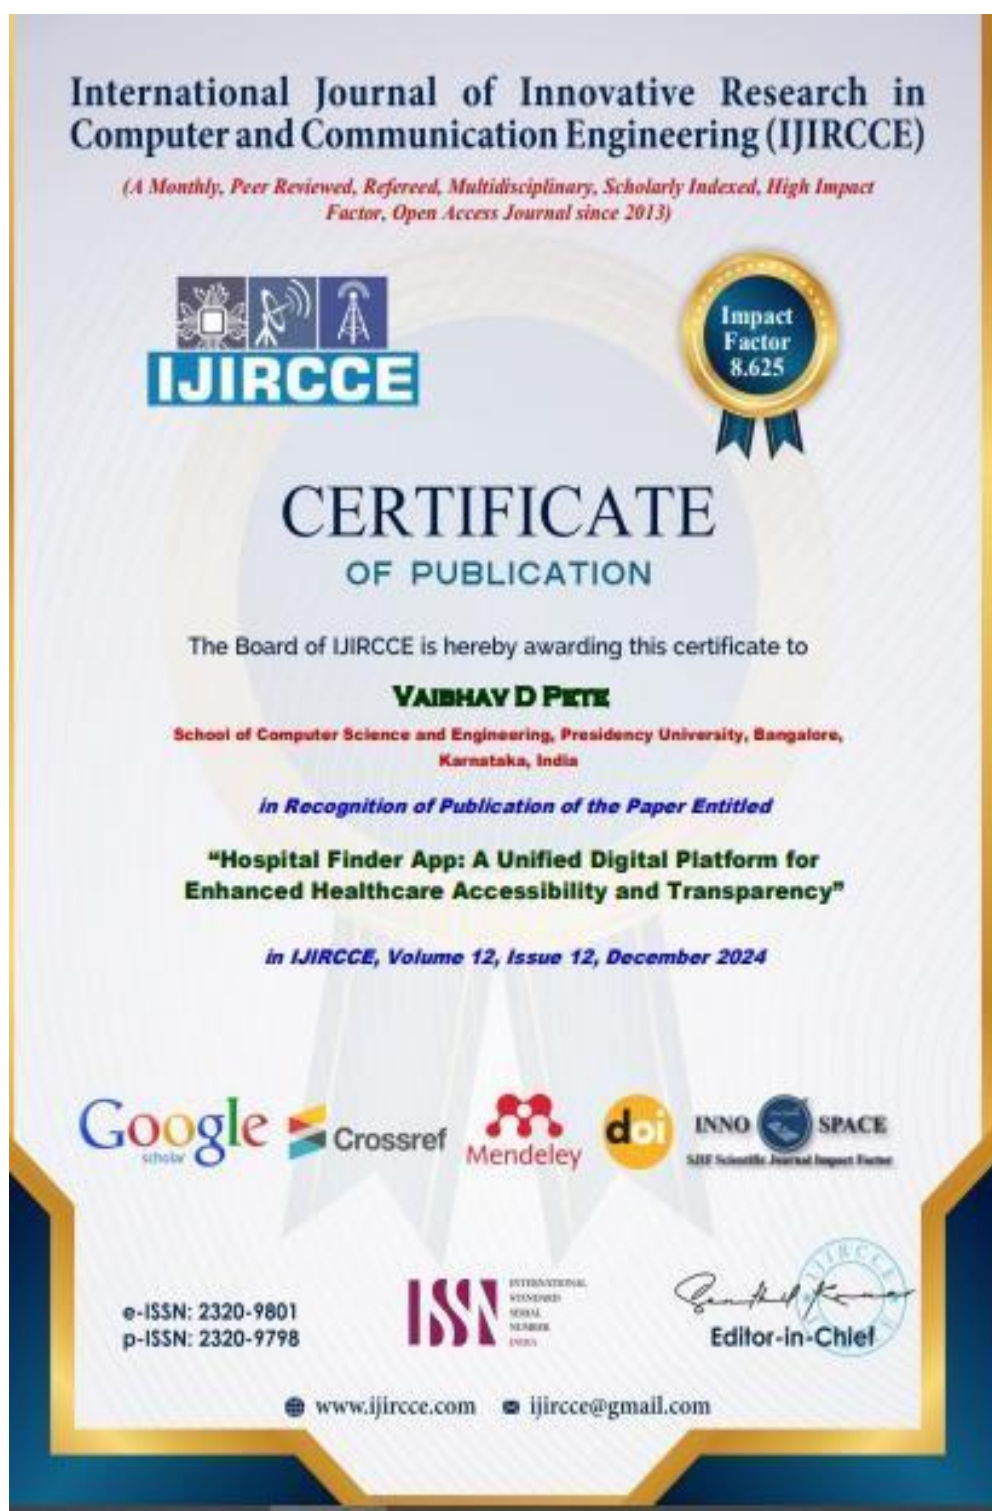 International Journal of Innovative Research in
Computer and Communication Engineering (IJIRCCE)
(A Monthly, Peer Reviewed, Refereed, Multidisciplinary, Scholarly Indexed, High Impact
Factor, Open Access Journal since 2013)
IJIRCCE
Impact
Factor
8.625
CERTIFICATE
OF PUBLICATION
The Board of IJIRCCE is hereby awarding this certificate to
VAIBHAV D PETE
School of Computer Science and Engineering, Presidency University, Bangalore,
Karnataka, India
in Recognition of Publication of the Paper Entitled
“Hospital Finder App: A Unified Digital Platform for
Enhanced Healthcare Accessibility and Transparency”
in IJIRCCE, Volume 12, Issue 12, December 2024
Google
scholar
Crossref
Mendeley
doi
INNO SPACE
SJIF Scientific Journal Impact Factor
e-ISSN: 2320-9801
p-ISSN: 2320-9798
ISSN
INTERNATIONAL
STANDARD
SERIAL
NUMBER
INDIA
IJIRCCE
Editor-in-Chief
www.ijircce.com ijircce@gmail.com